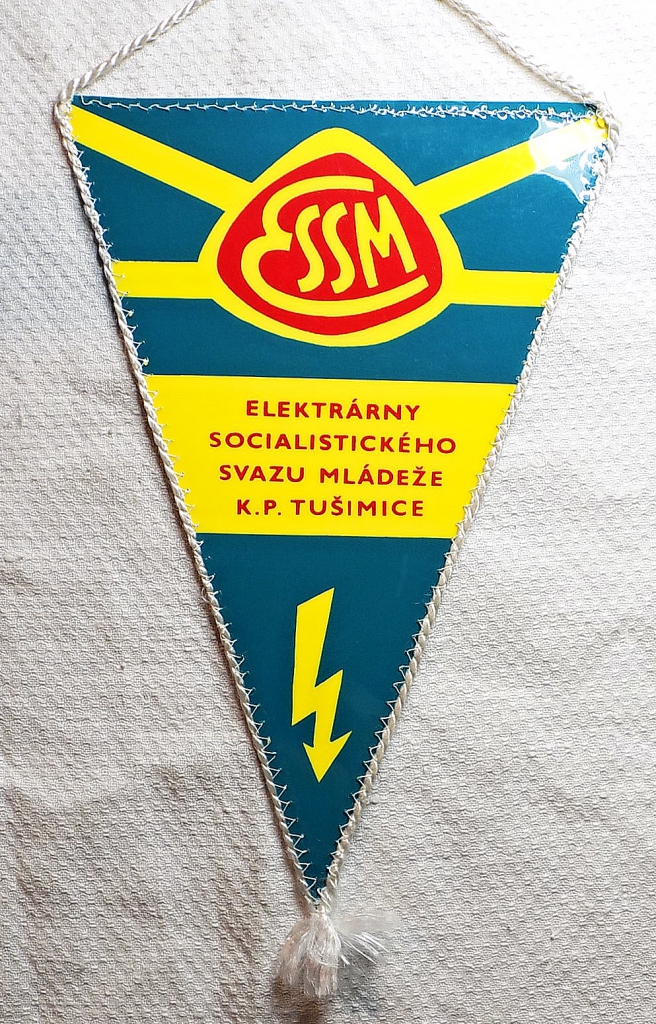 ESSM
ELEKTRÁRNY
SOCIALISTICKÉHO
SVAZU MLÁDEŽE
K.P. TUŠIMICE